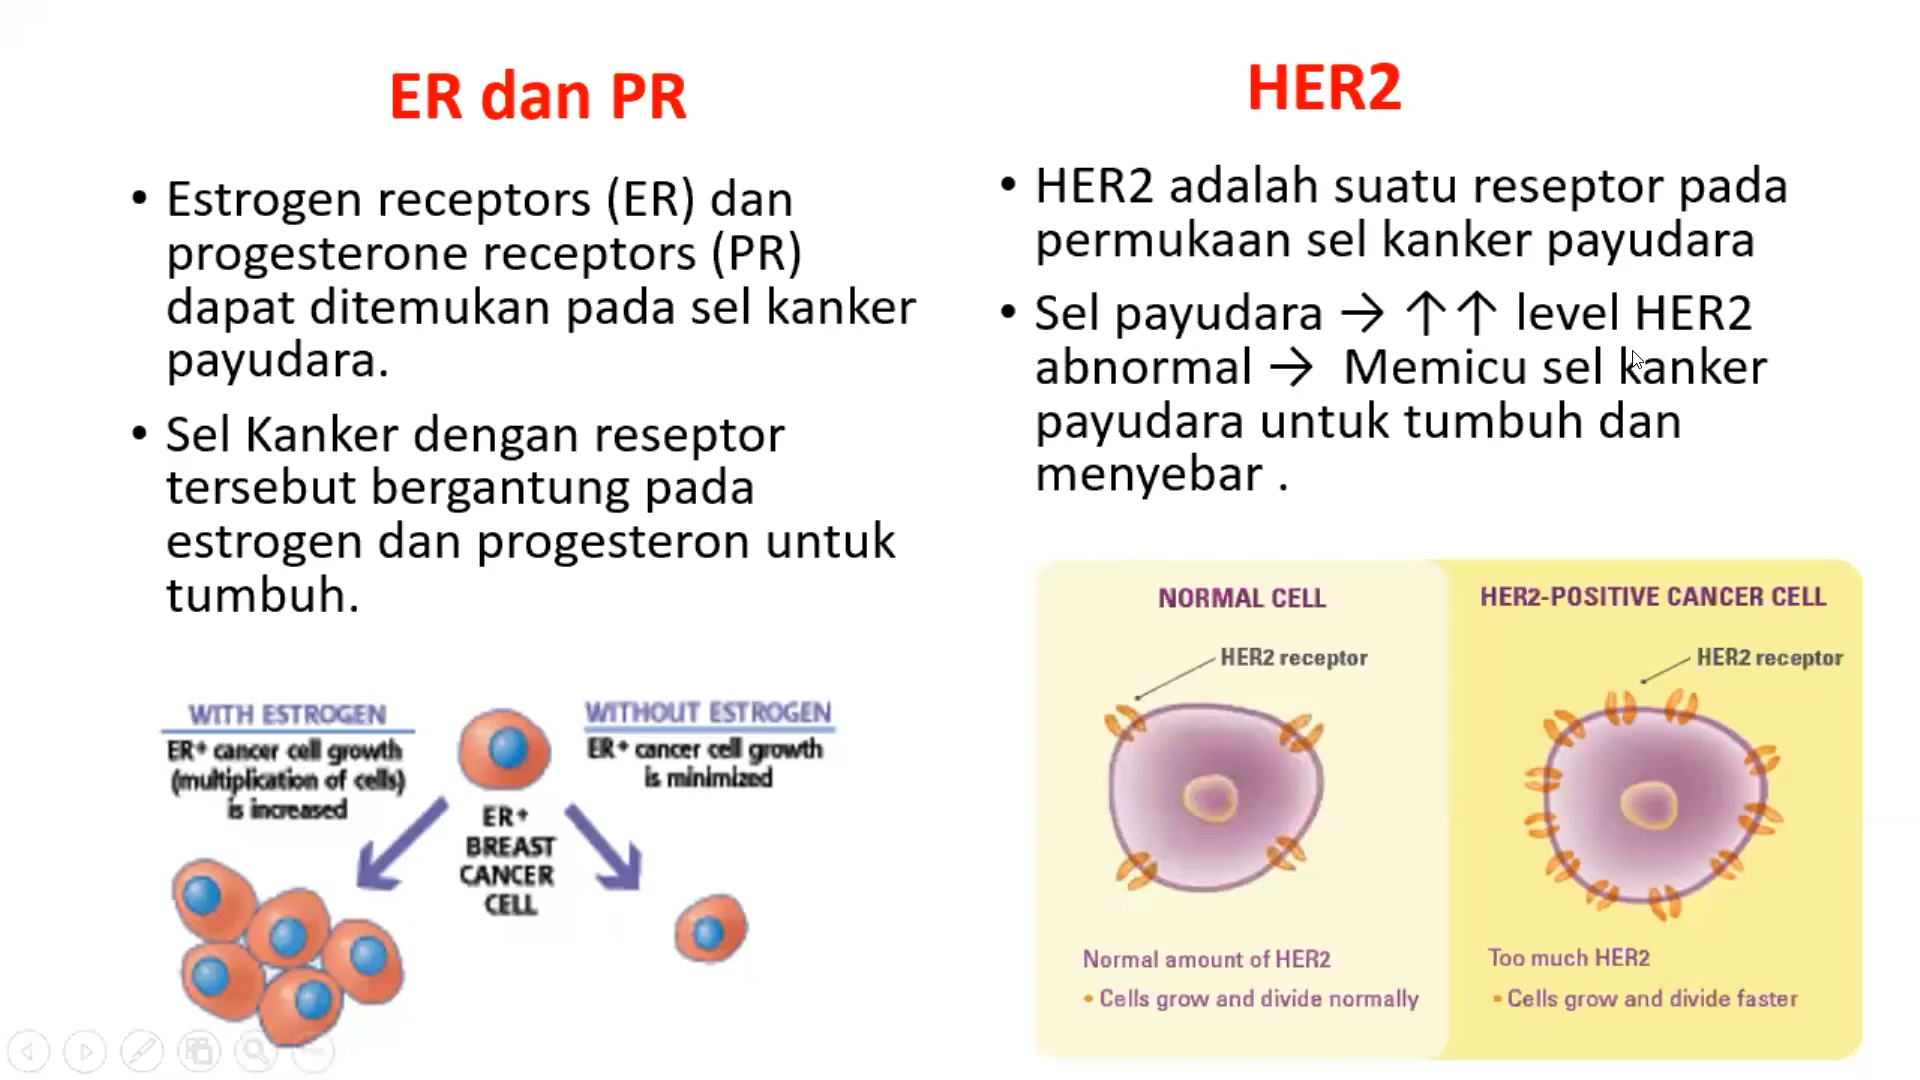 ER dan PR
• Estrogen receptors (ER) dan
progesterone receptors (PR)
dapat ditemukan pada sel kanker
payudara.
• Sel Kanker dengan reseptor
tersebut bergantung pada
estrogen dan progesteron untuk
tumbuh.
WITH ESTROGEN
ER+ cancer cell growth
(multiplication of cells)
is increased
ER+
BREAST
CANCER
CELL
WITHOUT ESTROGEN
ER+ cancer cell growth
is minimized
HER2
• HER2 adalah suatu reseptor pada
permukaan sel kanker payudara
• Sel payudara → ↑↑ level HER2
abnormal → Memicu sel kanker
payudara untuk tumbuh dan
menyebar .
NORMAL CELL
HER2 receptor
Normal amount of HER2
• Cells grow and divide normally
HER2-POSITIVE CANCER CELL
HER2 receptor
Too much HER2
• Cells grow and divide faster